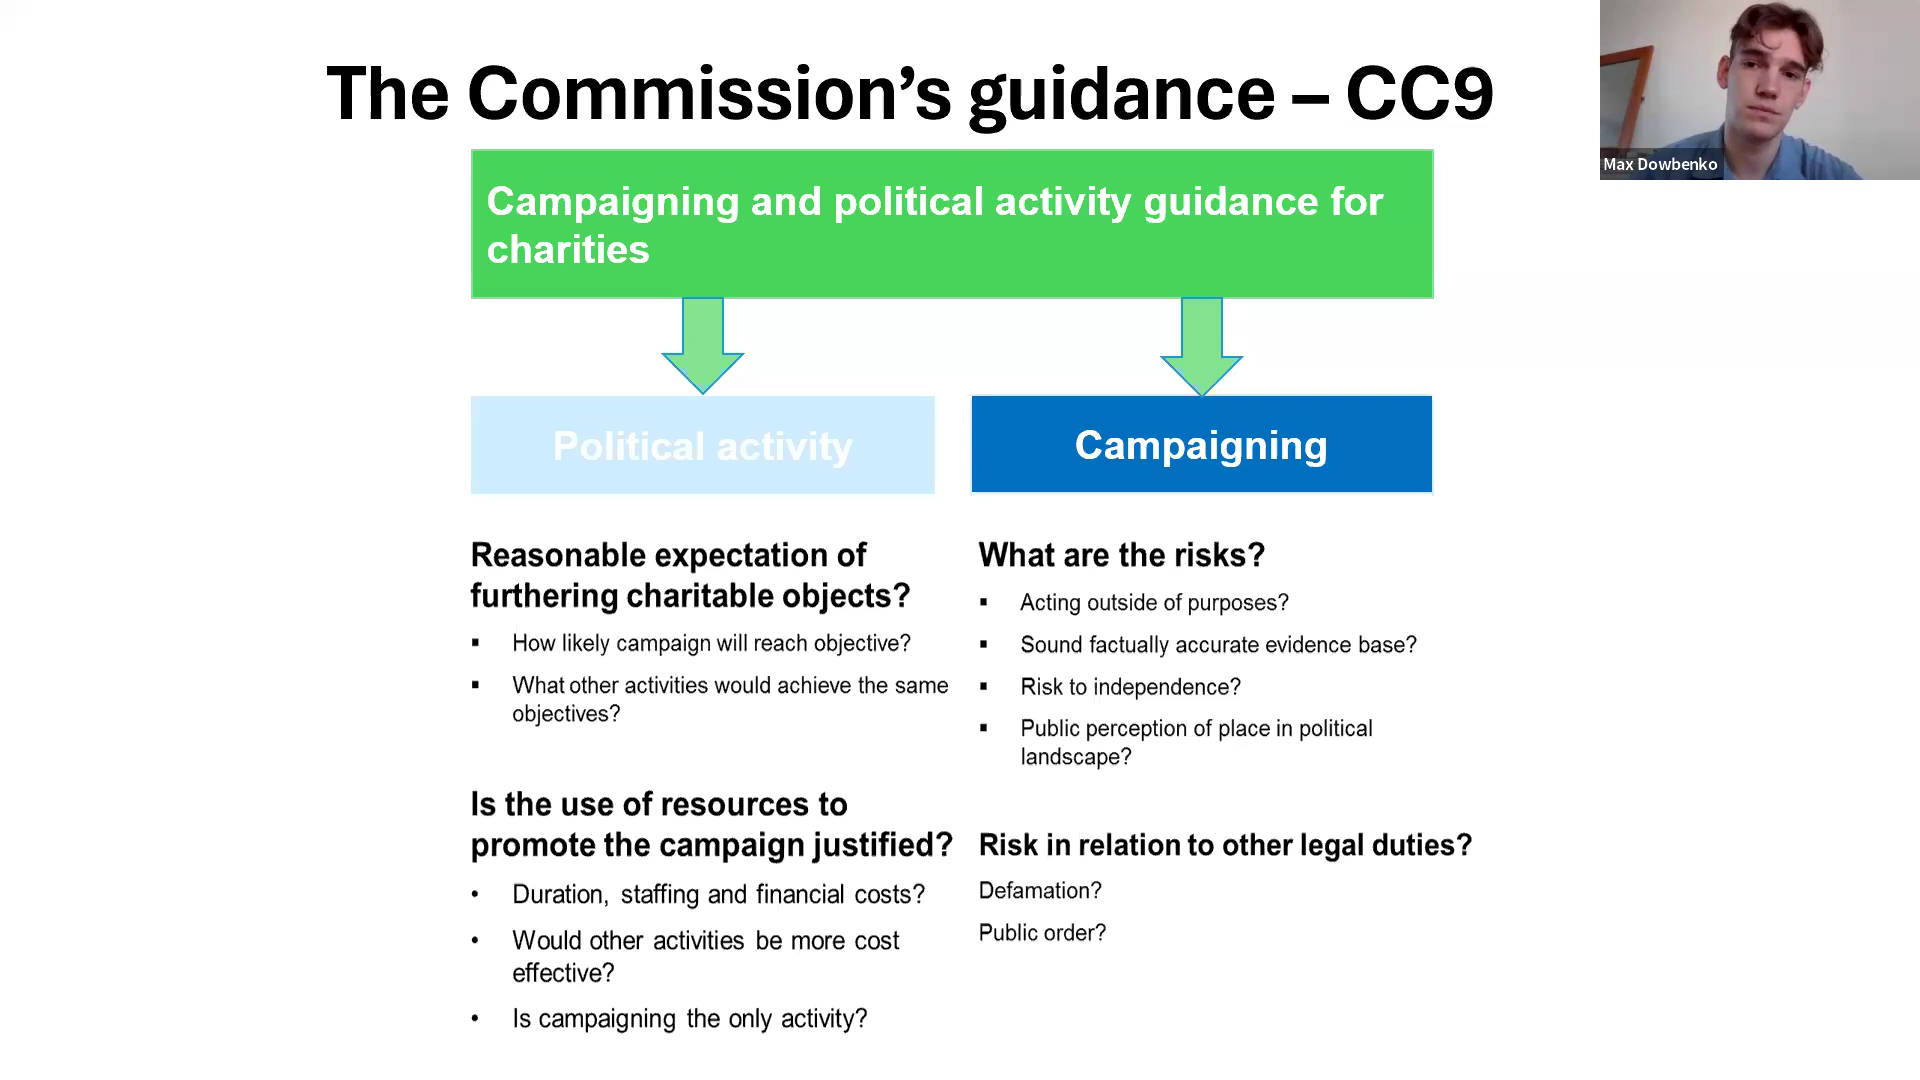 The Commission’s guidance – CC9
Max Dowbenko
Campaigning and political activity guidance for
charities
Political activity
Campaigning
Reasonable expectation of
furthering charitable objects?
▪ How likely campaign will reach objective?
▪ What other activities would achieve the same
objectives?
Is the use of resources to
promote the campaign justified?
• Duration, staffing and financial costs?
• Would other activities be more cost
effective?
• Is campaigning the only activity?
What are the risks?
▪ Acting outside of purposes?
▪ Sound factually accurate evidence base?
▪ Risk to independence?
▪ Public perception of place in political
landscape?
Risk in relation to other legal duties?
Defamation?
Public order?